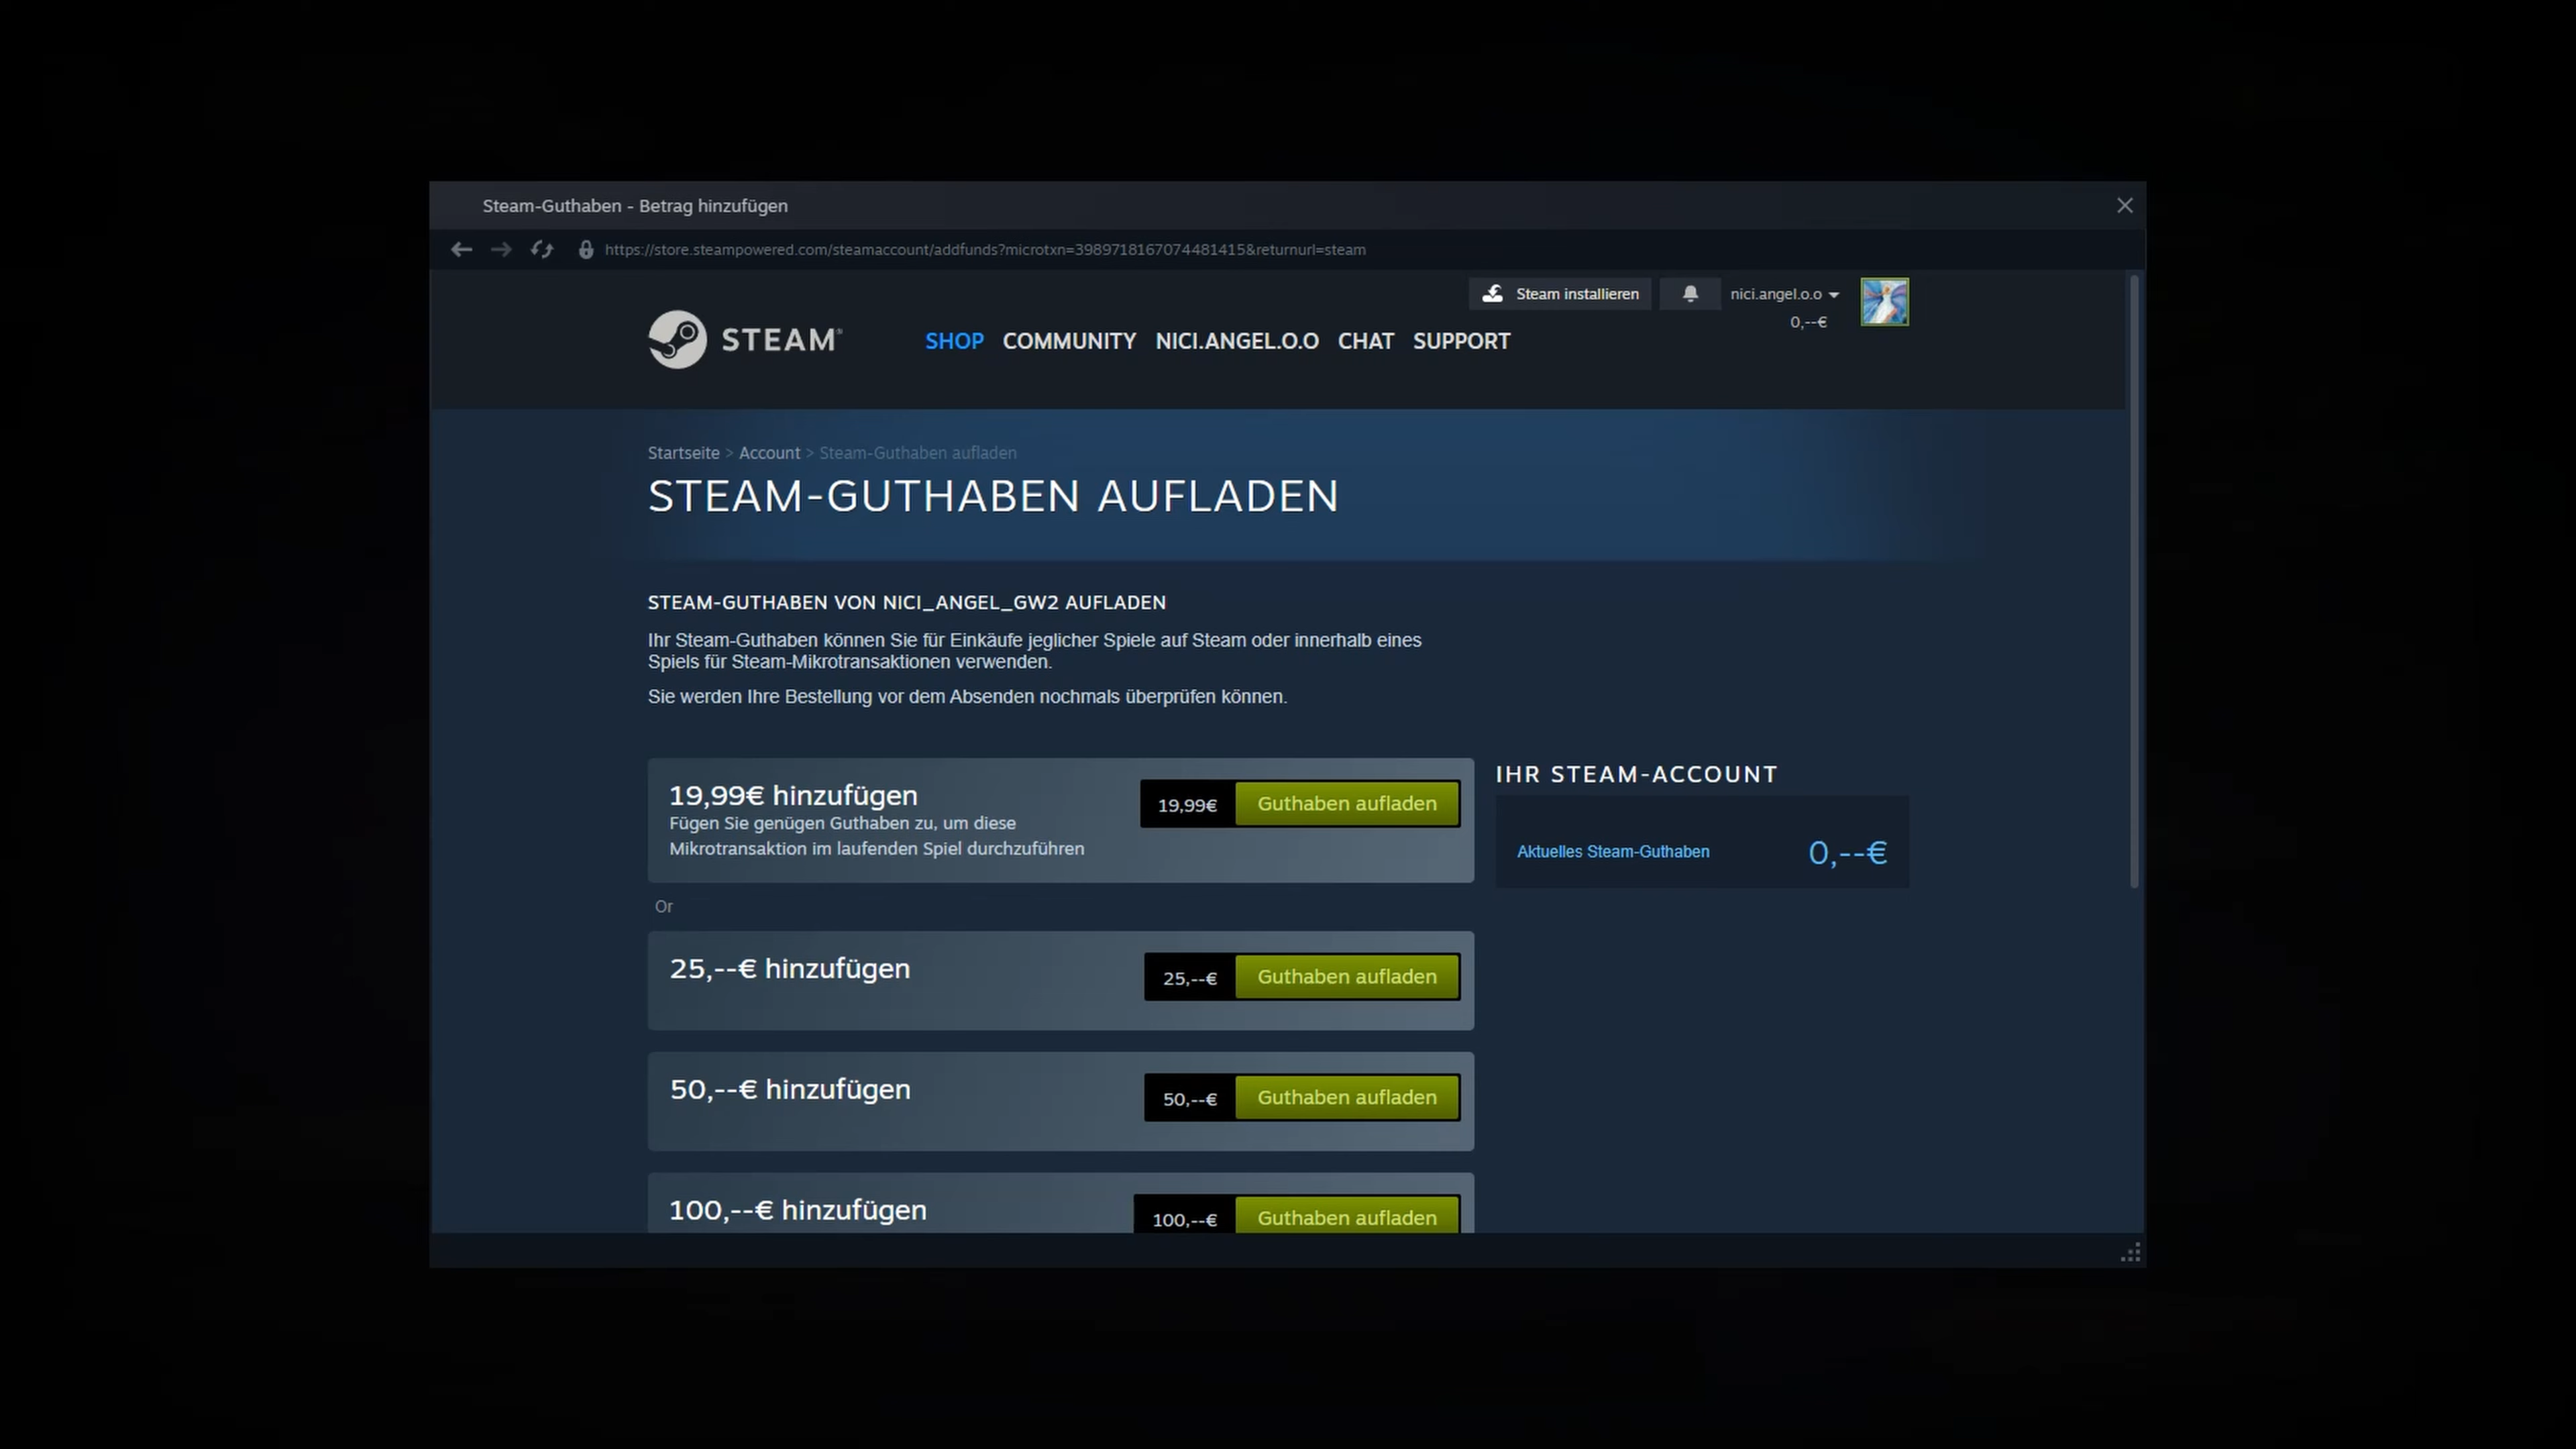 Steam-Guthaben - Betrag hinzufügen
https://store.steampowered.com/steamaccount/addfunds?microtxn=3989718167074481415&returnurl=steam
Steam installieren
nici.angel.o.o
0,--€
STEAM®
SHOP COMMUNITY NICI.ANGEL.O.O CHAT SUPPORT
Startseite > Account > Steam-Guthaben aufladen
STEAM-GUTHABEN AUFLADEN
STEAM-GUTHABEN VON NICI_ANGEL_GW2 AUFLADEN
Ihr Steam-Guthaben können Sie für Einkäufe jeglicher Spiele auf Steam oder innerhalb eines
Spiels für Steam-Mikrotransaktionen verwenden.
Sie werden Ihre Bestellung vor dem Absenden nochmals überprüfen können.
19,99€ hinzufügen
Fügen Sie genügen Guthaben zu, um diese
Mikrotransaktion im laufenden Spiel durchzuführen
19,99€ Guthaben aufladen
Or
25,--€ hinzufügen
25,--€ Guthaben aufladen
50,--€ hinzufügen
50,--€ Guthaben aufladen
100,--€ hinzufügen
100,--€ Guthaben aufladen
IHR STEAM-ACCOUNT
Aktuelles Steam-Guthaben 0,--€